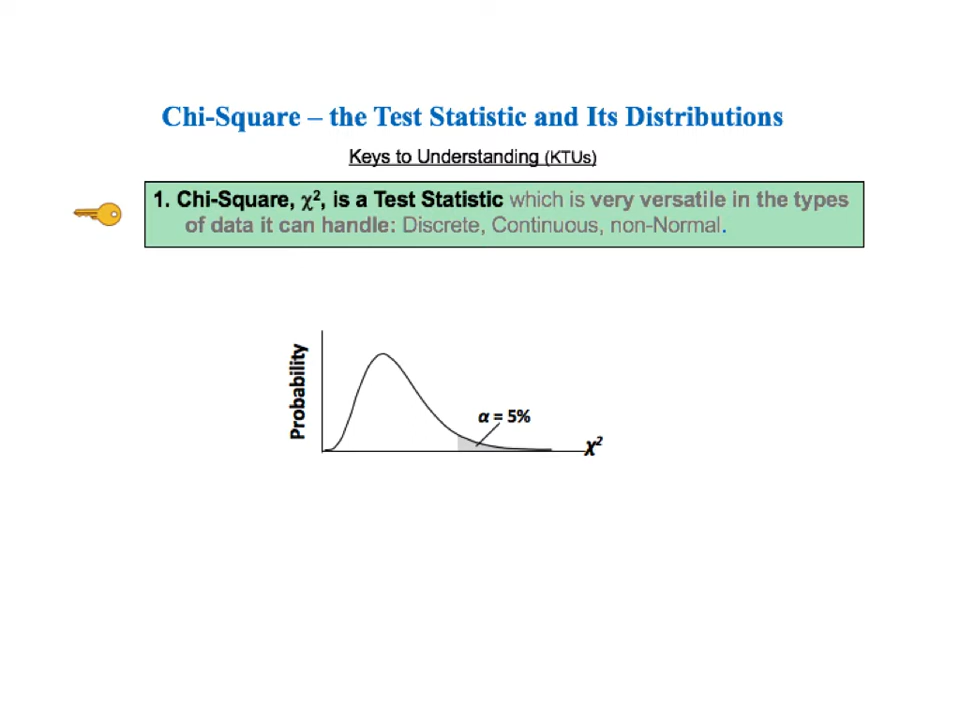 Chi-Square – the Test Statistic and Its Distributions
Keys to Understanding (KTUs)
1. Chi-Square, χ², is a Test Statistic which is very versatile in the types
of data it can handle: Discrete, Continuous, non-Normal.
Probability
α = 5%
χ²